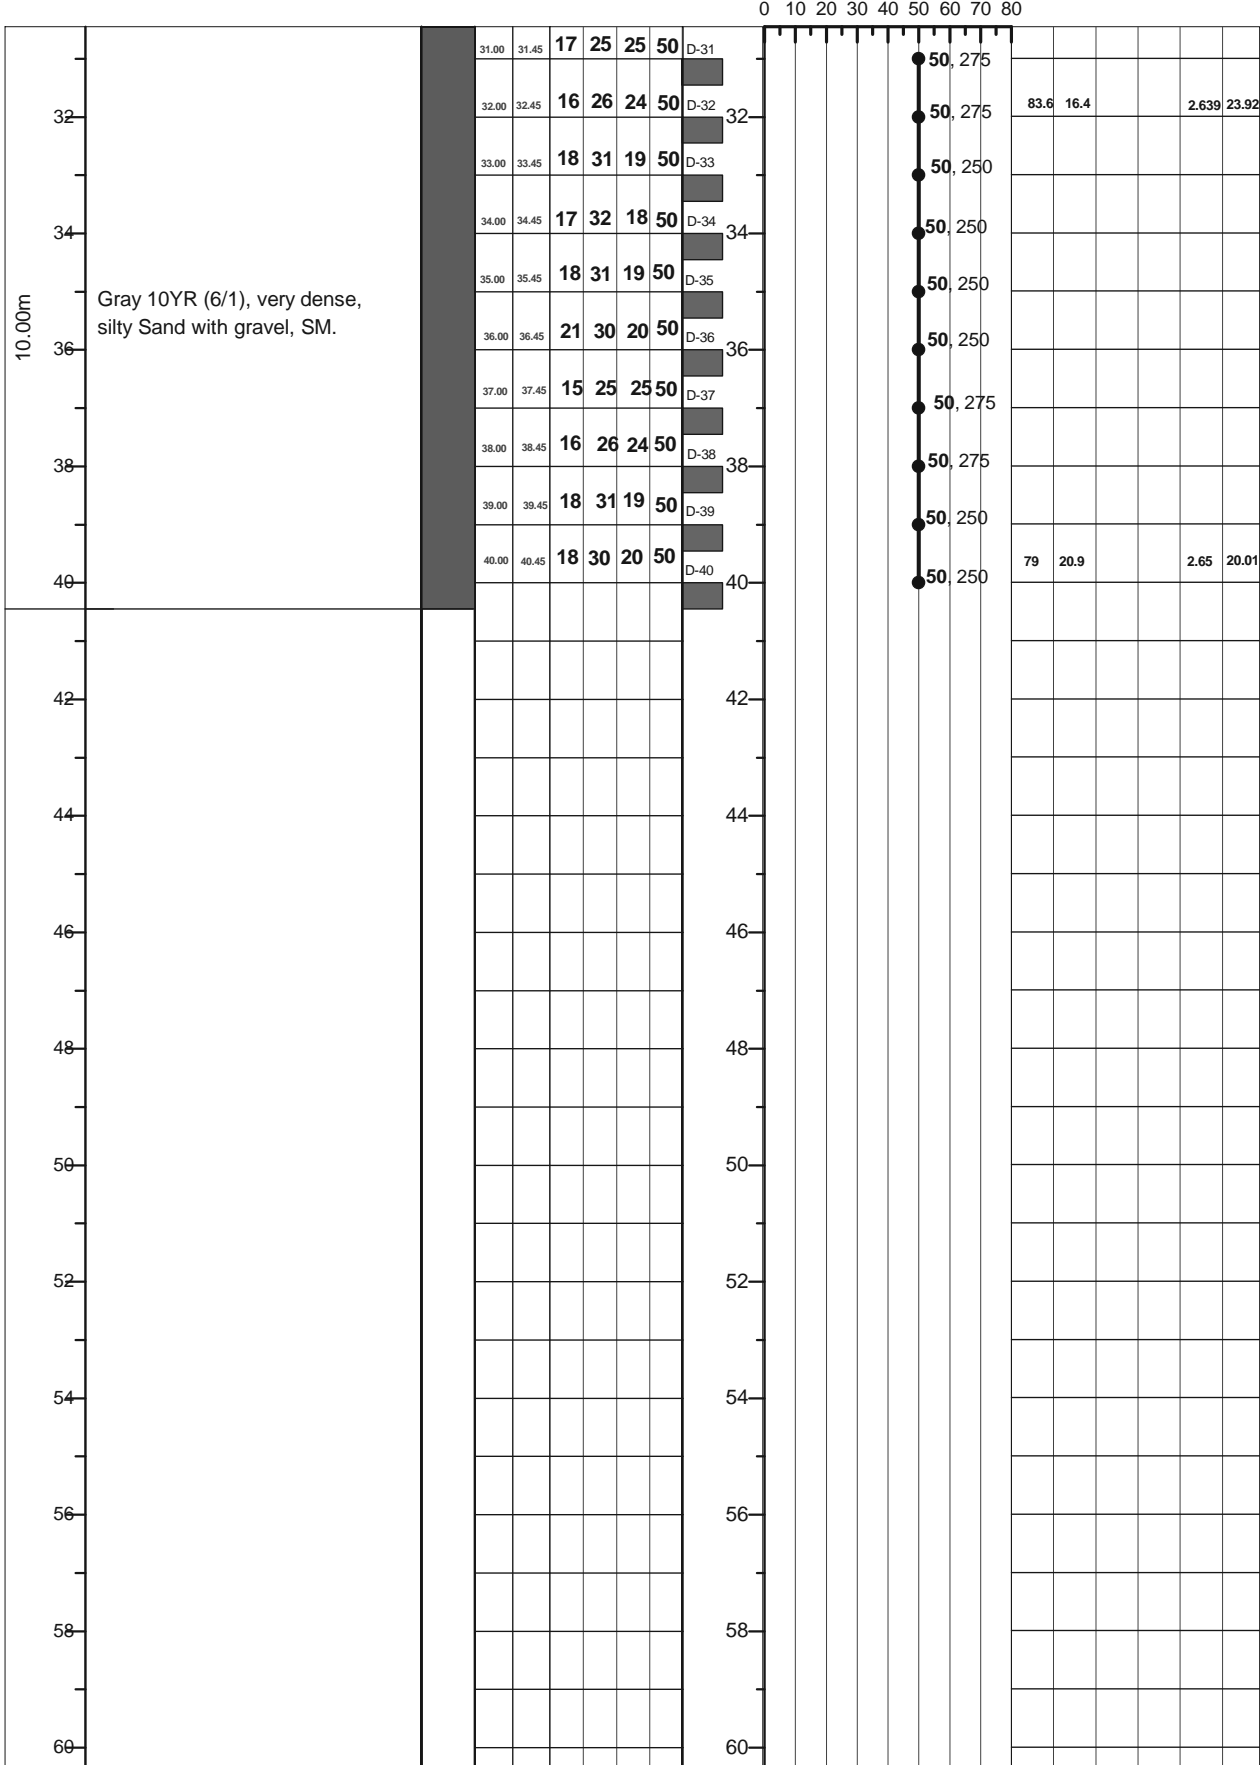 0 10 20 30 40 50 60 70 80
31.00 31.45 17 25 25 50 D-31 50, 275
32 32.00 32.45 16 26 24 50 D-32 32 50, 275 83.6 16.4 2.639 23.92
33.00 33.45 18 31 19 50 D-33 50, 250
34 34.00 34.45 17 32 18 50 D-34 34 50, 250
35.00 35.45 18 31 19 50 D-35 50, 250
10.00m
Gray 10YR (6/1), very dense,
silty Sand with gravel, SM.
36 36.00 36.45 21 30 20 50 D-36 36 50, 250
37.00 37.45 15 25 25 50 D-37 50, 275
38 38.00 38.45 16 26 24 50 D-38 38 50, 275
39.00 39.45 18 31 19 50 D-39 50, 250
40 40.00 40.45 18 30 20 50 D-40 40 50, 250 79 20.9 2.65 20.01
42 42
44 44
46 46
48 48
50 50
52 52
54 54
56 56
58 58
60 60